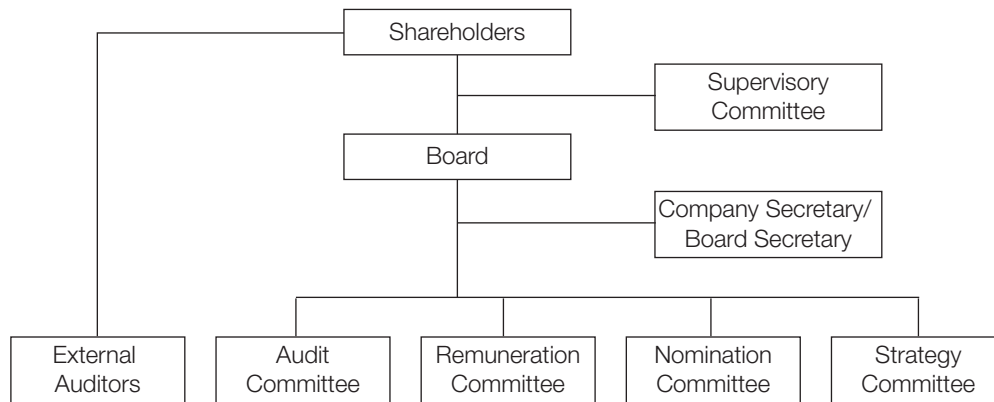 Shareholders
Supervisory
Committee
Board
Company Secretary/
Board Secretary
External
Auditors
Audit
Committee
Remuneration
Committee
Nomination
Committee
Strategy
Committee